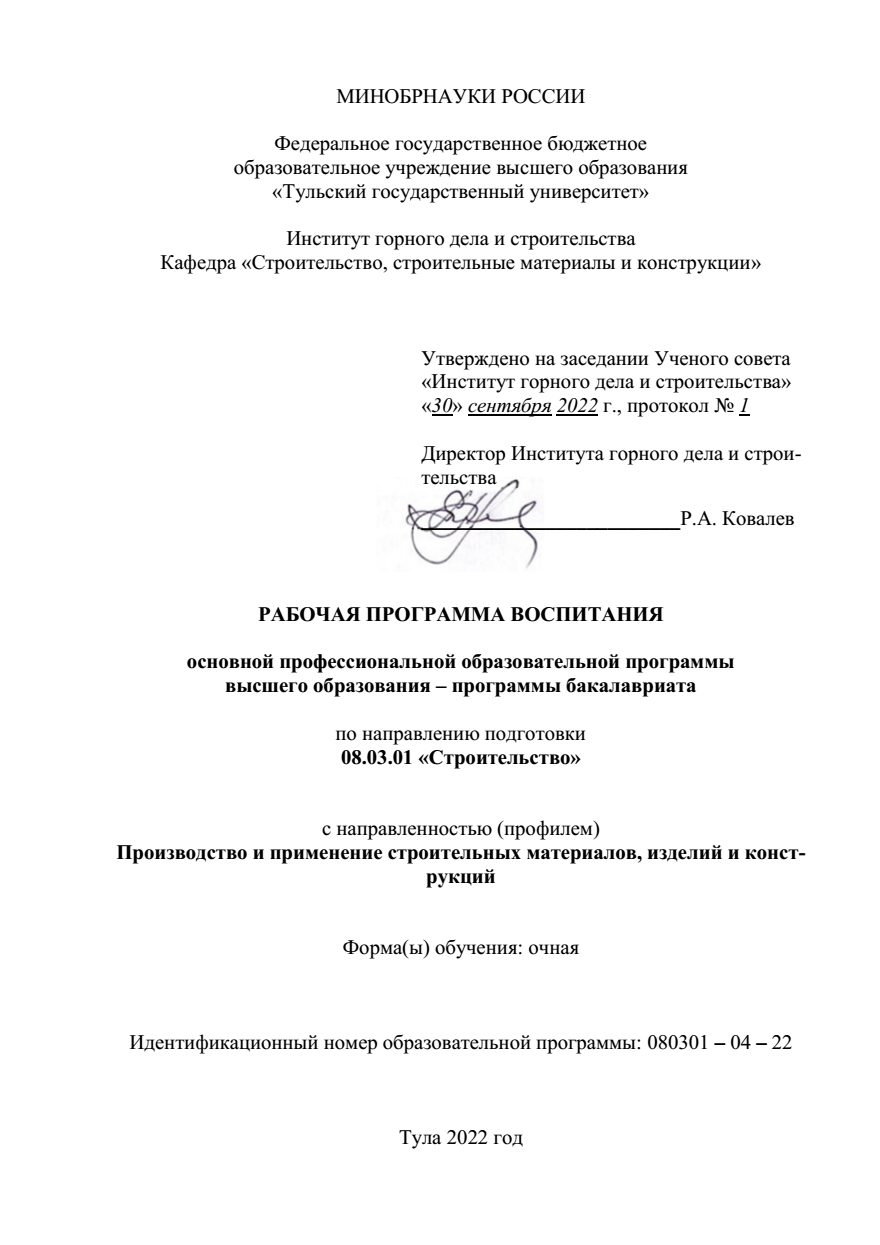 МИНОБРНАУКИ РОССИИ
Федеральное государственное бюджетное
образовательное учреждение высшего образования
«Тульский государственный университет»
Институт горного дела и строительства
Кафедра «Строительство, строительные материалы и конструкции»
Утверждено на заседании Ученого совета
«Институт горного дела и строительства»
«30» сентября 2022 г., протокол № 1
Директор Института горного дела и строи-
тельства
Р.А. Ковалев
РАБОЧАЯ ПРОГРАММА ВОСПИТАНИЯ
основной профессиональной образовательной программы
высшего образования – программы бакалавриата
по направлению подготовки
08.03.01 «Строительство»
с направленностью (профилем)
Производство и применение строительных материалов, изделий и конст-
рукций
Форма(ы) обучения: очная
Идентификационный номер образовательной программы: 080301 – 04 – 22
Тула 2022 год